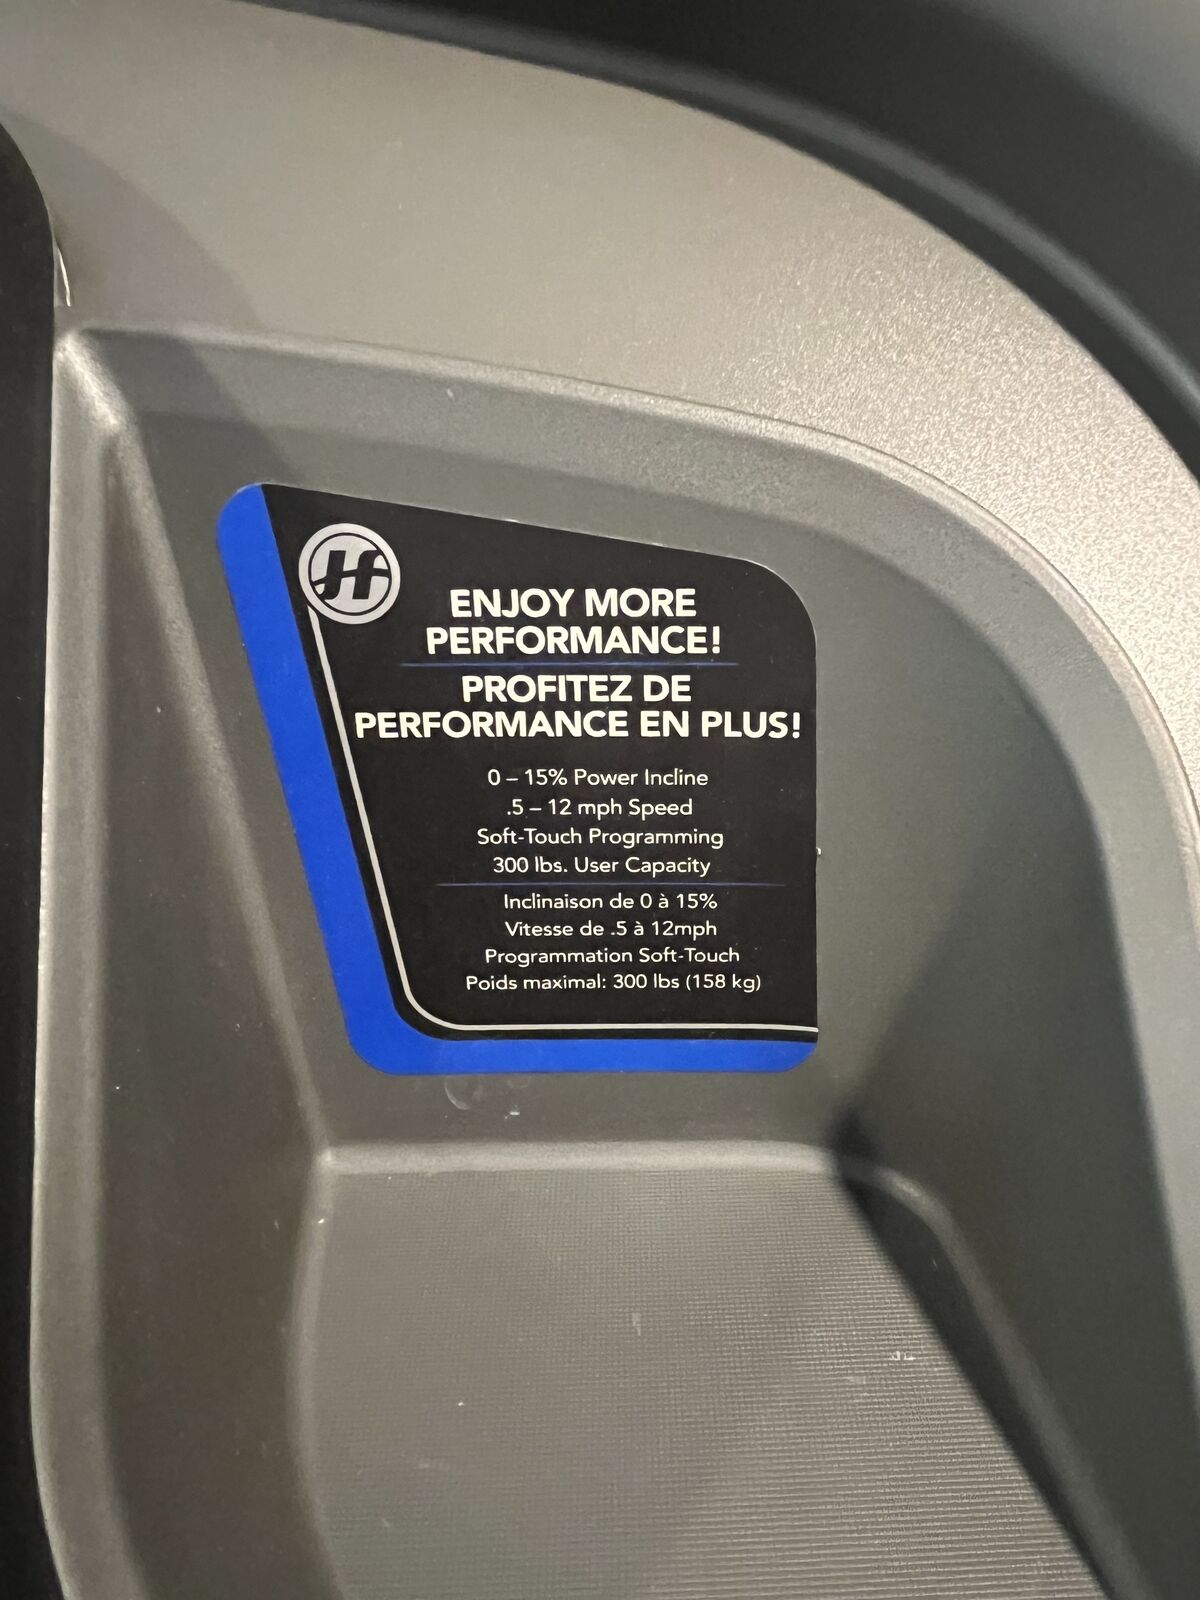 H
ENJOY MORE
PERFORMANCE!
PROFITEZ DE
PERFORMANCE EN PLUS!
0 – 15% Power Incline
.5 – 12 mph Speed
Soft-Touch Programming
300 lbs. User Capacity
Inclinaison de 0 à 15%
Vitesse de .5 à 12mph
Programmation Soft-Touch
Poids maximal: 300 lbs (158 kg)